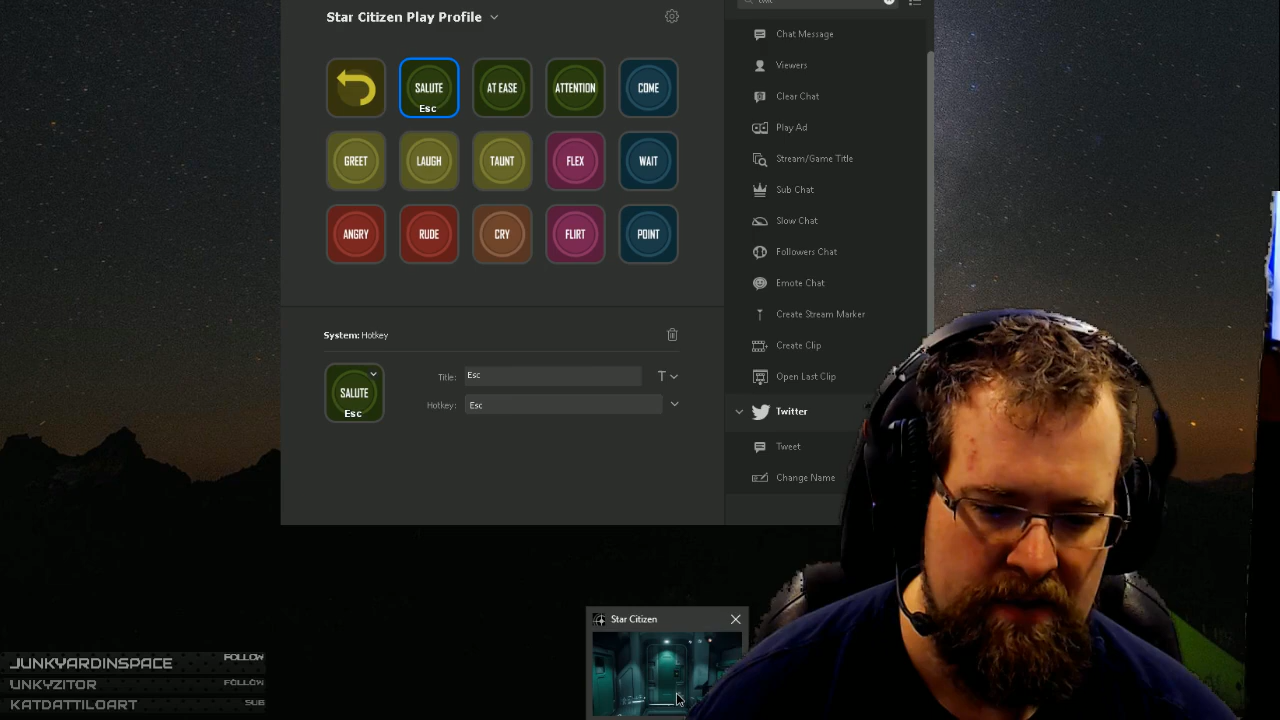 Star Citizen Play Profile
SALUTE
Esc
AT EASE
ATTENTION
COME
GREET
LAUGH
TAUNT
FLEX
WAIT
ANGRY
RUDE
CRY
FLIRT
POINT
System: Hotkey
SALUTE
Esc
Title: Esc
T
Hotkey: Esc
Chat Message
Viewers
Clear Chat
Play Ad
Stream/Game Title
Sub Chat
Slow Chat
Followers Chat
Emote Chat
Create Stream Marker
Create Clip
Open Last Clip
Twitter
Tweet
Change Name
Star Citizen
JUNKYARDINSPACE FOLLOW
UNKYZITOR FOLLOW
KATDATTILOART SUB